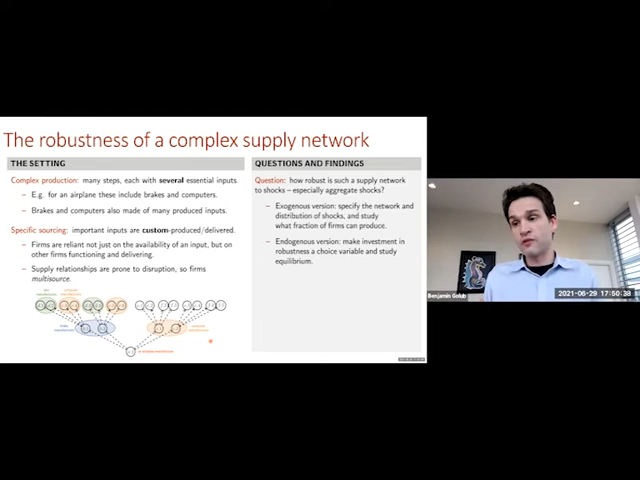 The robustness of a complex supply network
THE SETTING
Complex production: many steps, each with several essential inputs.
– E.g. for an airplane these include brakes and computers.
– Brakes and computers also made of many produced inputs.
Specific sourcing: important inputs are custom-produced/delivered.
– Firms are reliant not just on the availability of an input, but on
other firms functioning and delivering.
– Supply relationships are prone to disruption, so firms
multisource.
QUESTIONS AND FINDINGS
Question: how robust is such a supply network
to shocks – especially aggregate shocks?
– Exogenous version: specify the network and
distribution of shocks, and study
what fraction of firms can produce.
– Endogenous version: make investment in
robustness a choice variable and study
equilibrium.
Benjamin Golub
2021-06-29 17:50:38